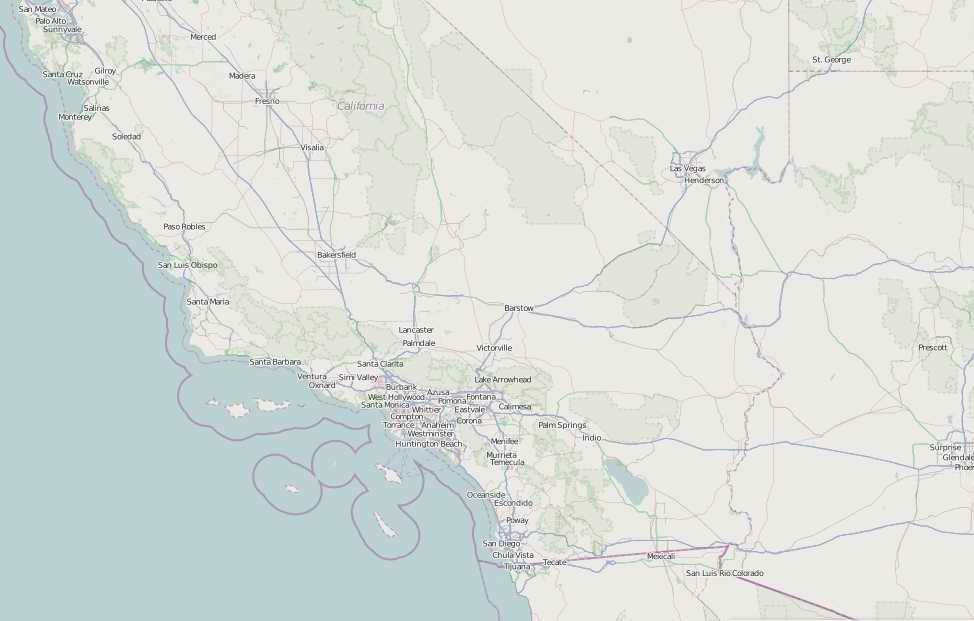 San Mateo
Palo Alto
Sunnyvale
Merced
St. George
Santa Cruz
Gilroy
Watsonville
Madera
Fresno
California
Salinas
Monterey
Soledad
Visalia
Las Vegas
Henderson
Paso Robles
Bakersfield
San Luis Obispo
Santa Maria
Barstow
Lancaster
Palmdale
Victorville
Prescott
Santa Barbara
Santa Clarita
Ventura
Simi Valley
Oxnard
Lake Arrowhead
Burbank
Azusa
West Hollywood
Fontana
Pomona
Santa Monica
Whittier
Eastvale
Calimesa
Compton
Corona
Torrance
Anaheim
Palm Springs
Westminster
Indio
Huntington Beach
Menifee
Surprise
Murrieta
Glendale
Temecula
Phoe
Oceanside
Escondido
Poway
San Diego
Chula Vista
Mexicali
Tijuana
Tecate
San Luis Rio Colorado